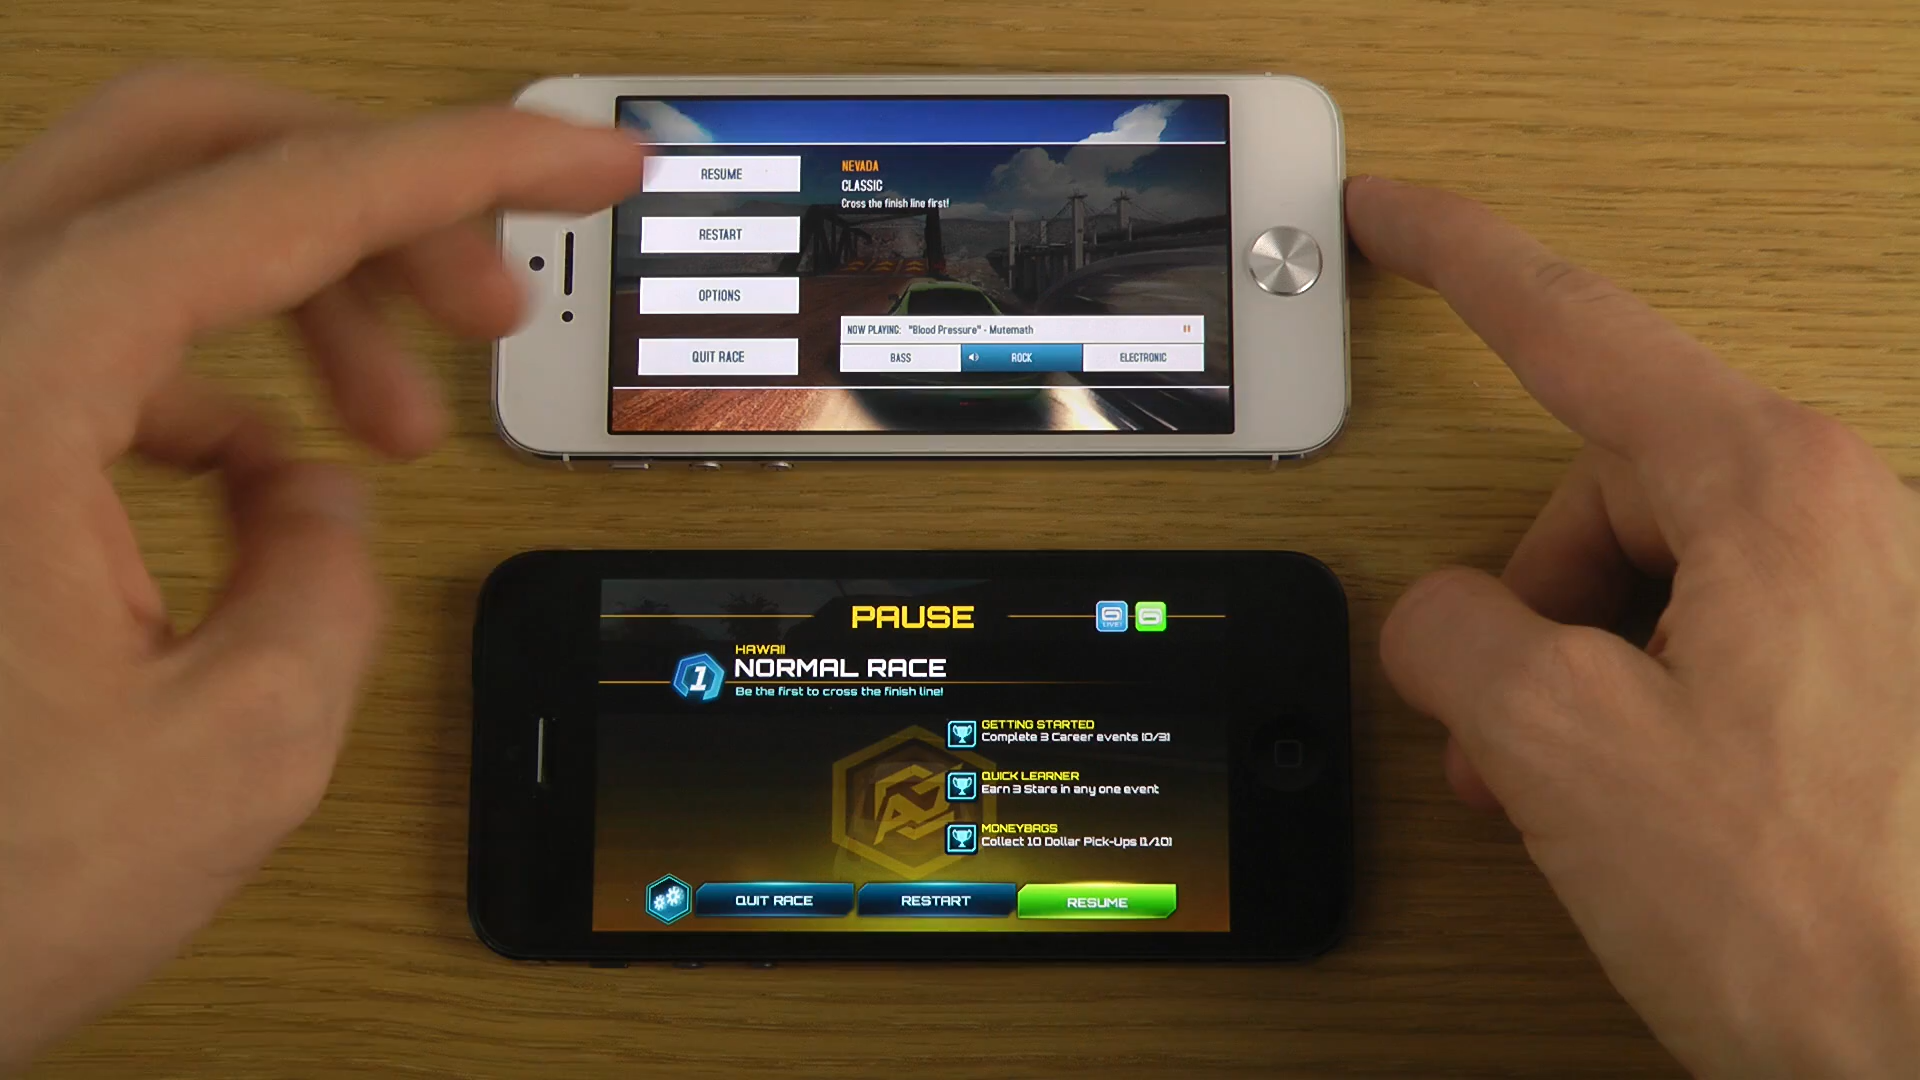 RESUME
RESTART
OPTIONS
QUIT RACE
NEVADA
CLASSIC
Cross the finish line first!
NOW PLAYING: "Blood Pressure" - Mutemath
BASS
ROCK
ELECTRONIC
PAUSE
LIVE!
HAWAII
1 NORMAL RACE
Be the first to cross the finish line!
GETTING STARTED
Complete 3 Career events [0/3]
QUICK LEARNER
Earn 3 Stars in any one event
MONEYBAGS
Collect 10 Dollar Pick-Ups [1/10]
QUIT RACE
RESTART
RESUME